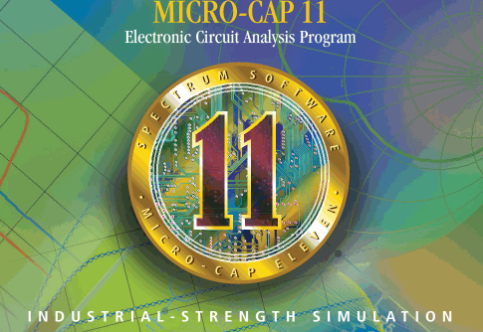 MICRO-CAP 11
Electronic Circuit Analysis Program
SPECTRUM SOFTWARE
11
MICRO-CAP ELEVEN
INDUSTRIAL-STRENGTH SIMULATION